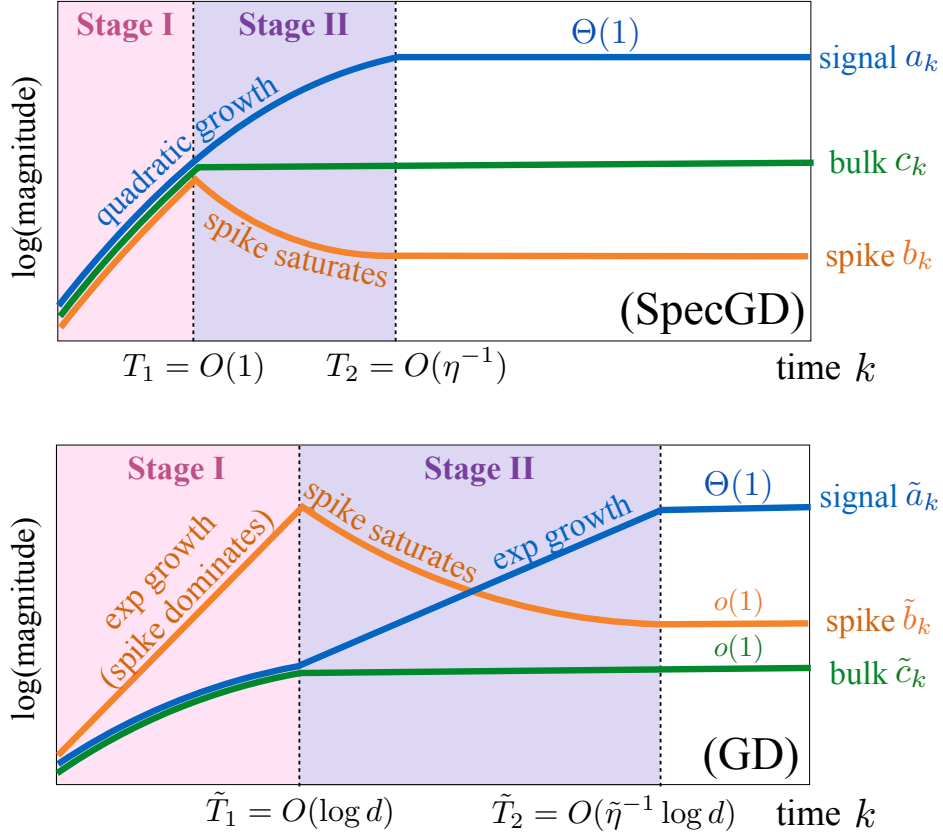 Stage I
Stage II
Θ(1)
signal a_k
log(magnitude)
quadratic growth
bulk c_k
spike saturates
spike b_k
(SpecGD)
T_1 = O(1)
T_2 = O(η^{-1})
time k
Stage I
Stage II
Θ(1)
signal ã_k
log(magnitude)
exp growth
(spike dominates)
spike saturates
exp growth
o(1)
spike b̃_k
o(1)
bulk c̃_k
(GD)
T̃_1 = O(log d)
T̃_2 = O(η̃^{-1} log d)
time k